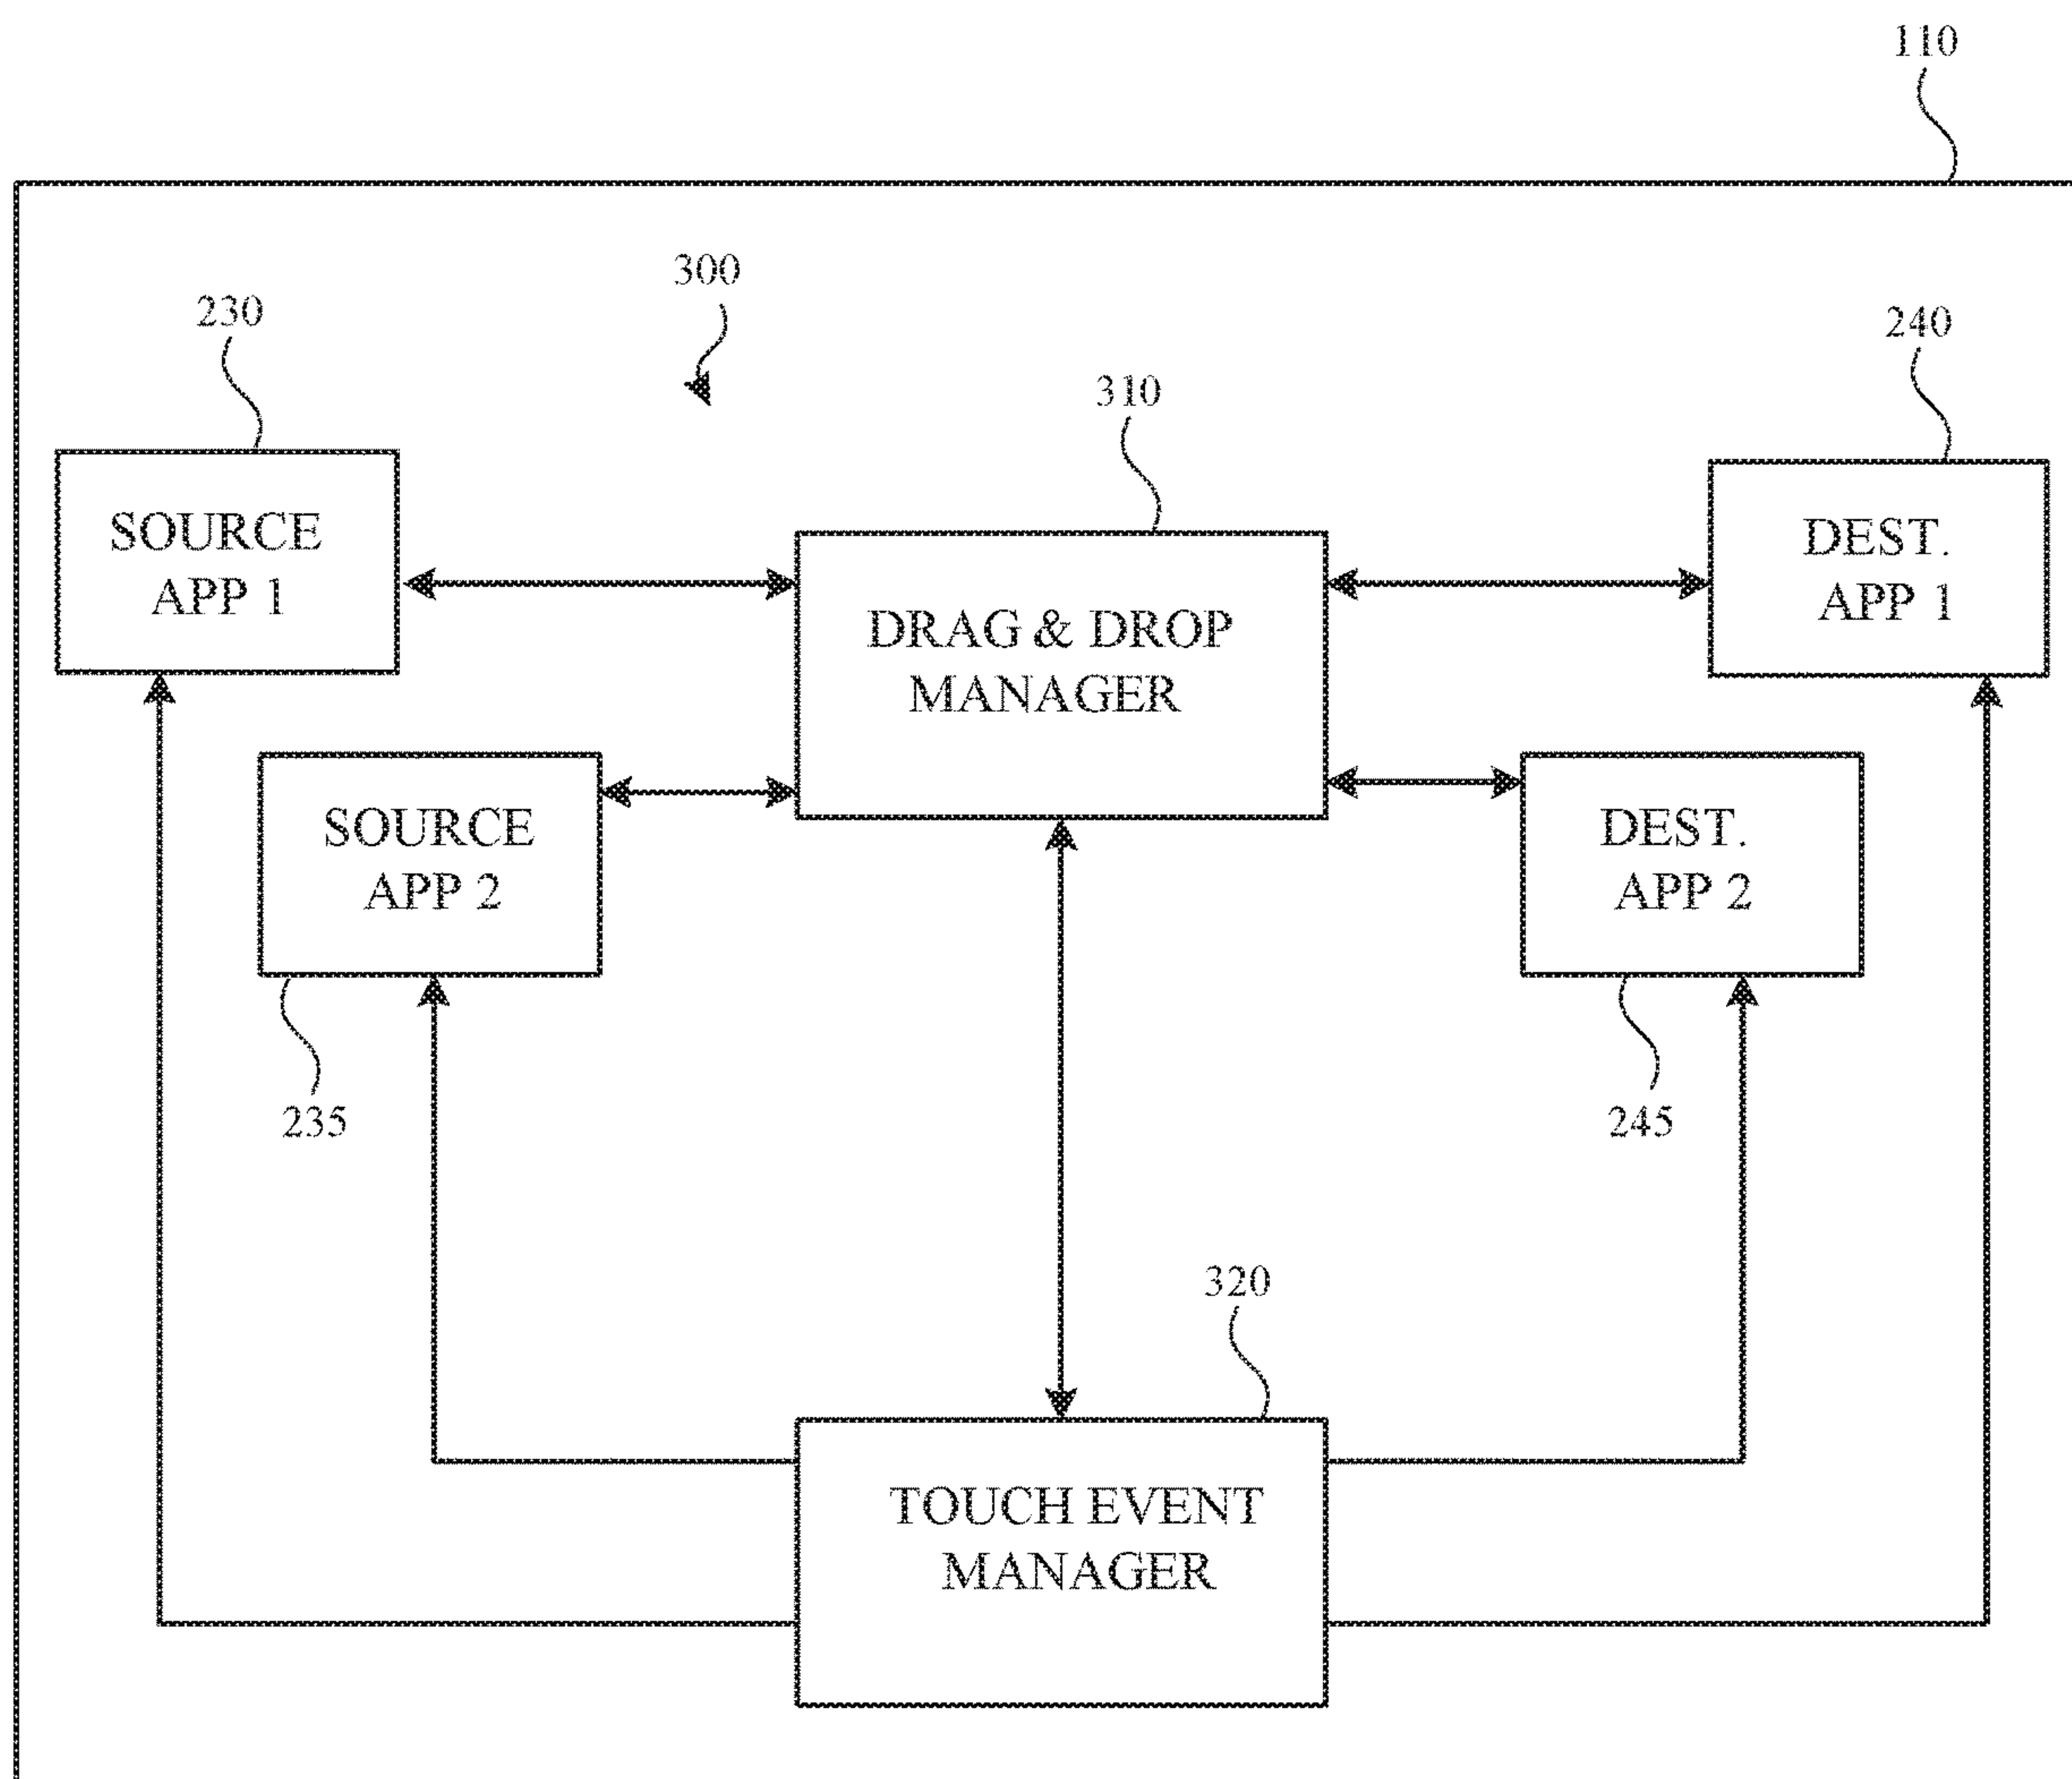 110
300
230
240
310
SOURCE
APP 1
DEST.
APP 1
DRAG & DROP
MANAGER
SOURCE
APP 2
DEST.
APP 2
235
245
320
TOUCH EVENT
MANAGER